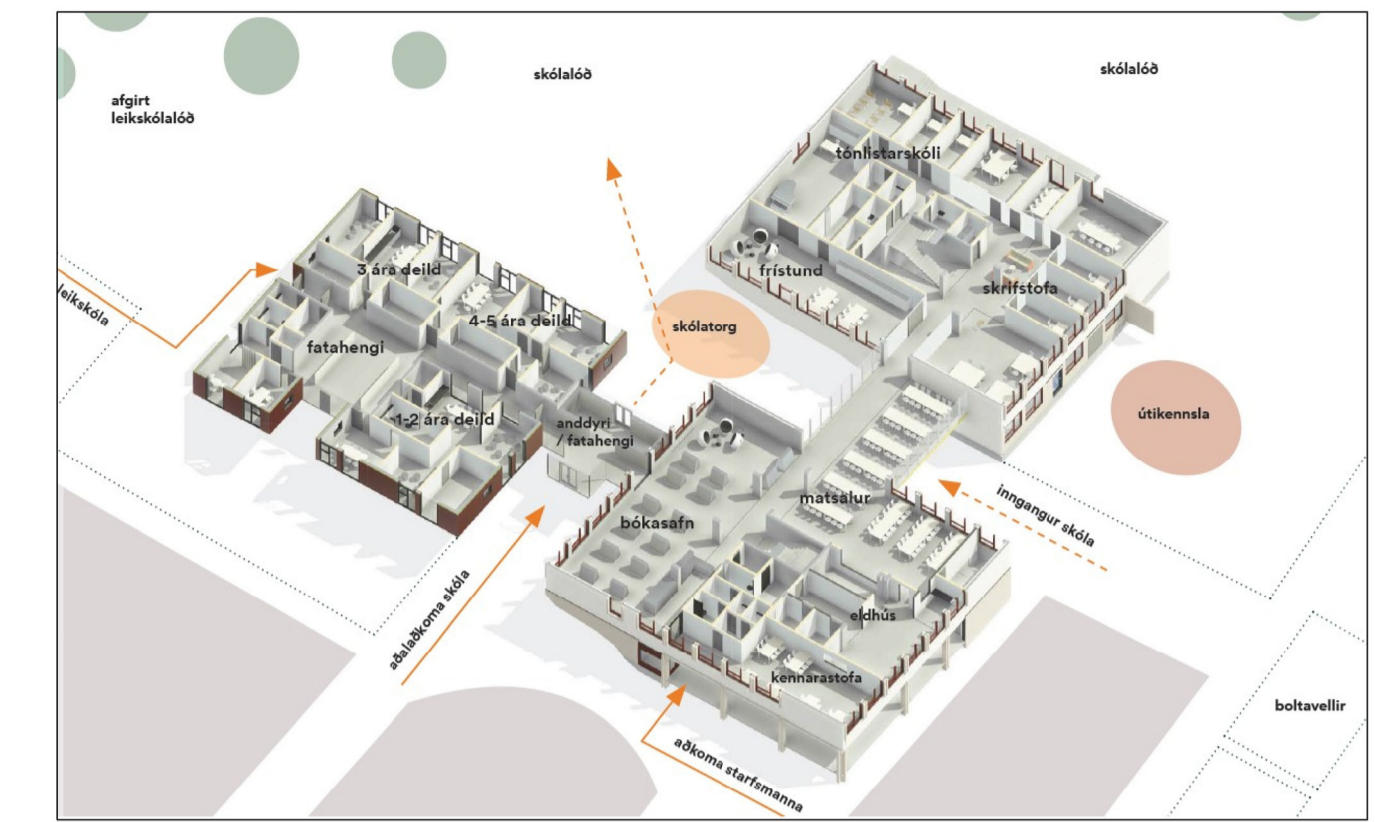 skólalóð
skólalóð
afgirt
leikskólalóð
tónlistarskóli
3 ára deild
frístund
skrifstofa
leikskóla
4-5 ára deild
skólatorg
fatahengi
útikennsla
1-2 ára deild
anddyri
/ fatahengi
matsalur
inngangur skóla
bókasafn
aðalaðkoma skóla
eldhús
kennarastofa
boltavellir
aðkoma starfsmanna